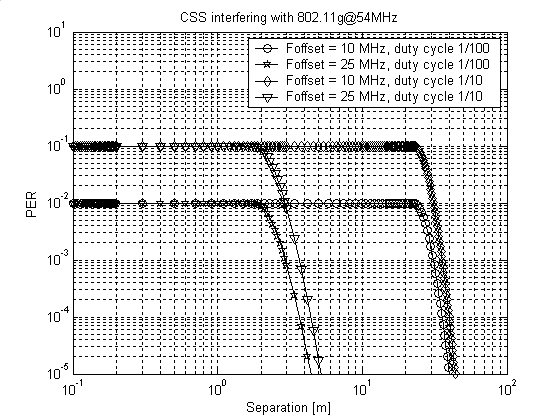 CSS interfering with 802.11g@54MHz
10^1
Foffset = 10 MHz, duty cycle 1/100
Foffset = 25 MHz, duty cycle 1/100
Foffset = 10 MHz, duty cycle 1/10
Foffset = 25 MHz, duty cycle 1/10
10^0
10^-1
10^-2
10^-3
10^-4
10^-5
PER
10^-1 10^0 10^1 10^2
Separation [m]